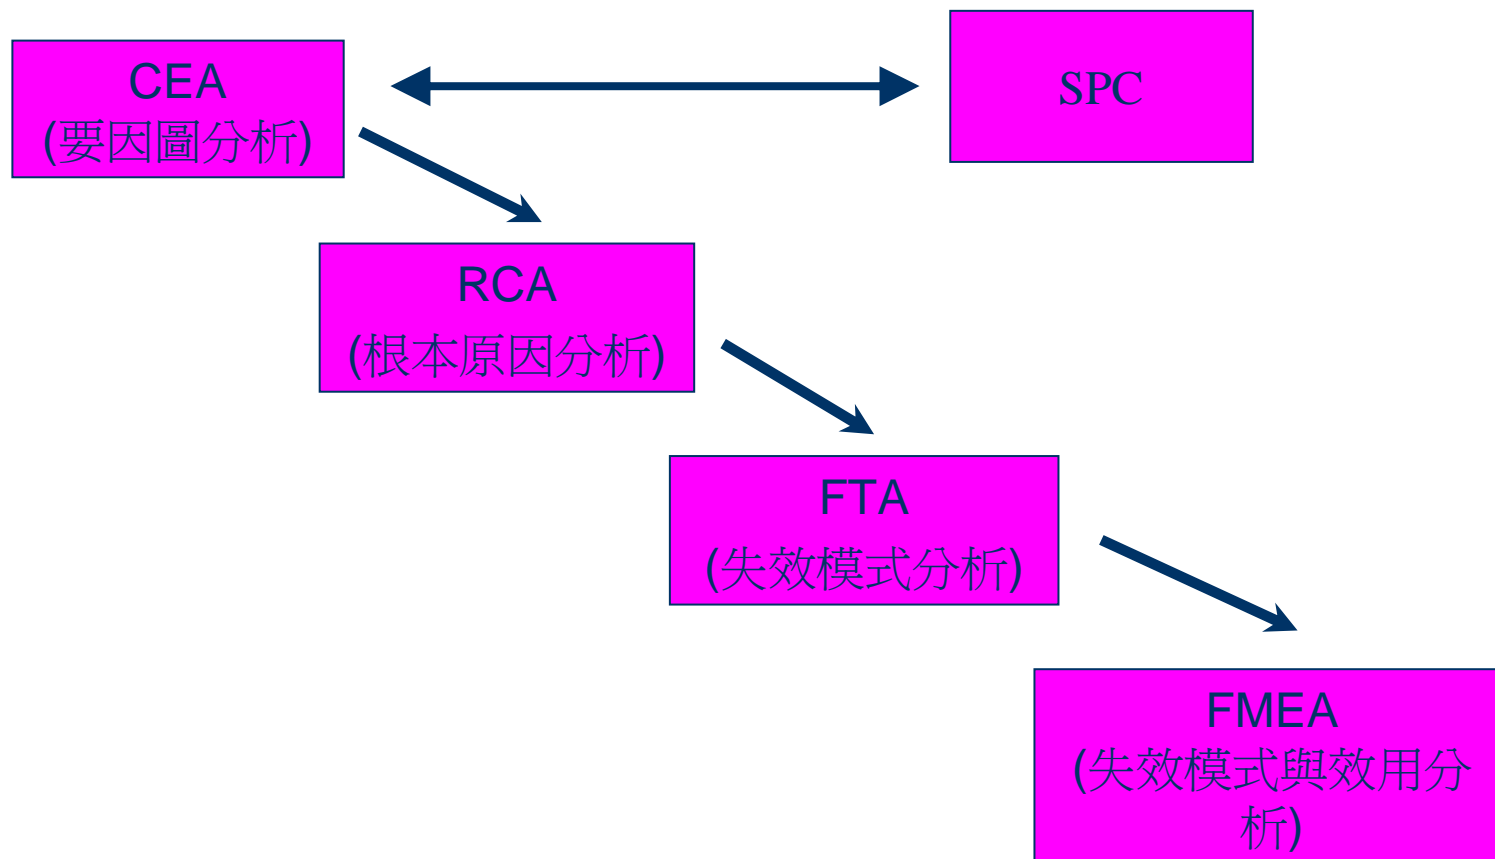 CEA
(要因圖分析)
SPC
RCA
(根本原因分析)
FTA
(失效模式分析)
FMEA
(失效模式與效用分
析)